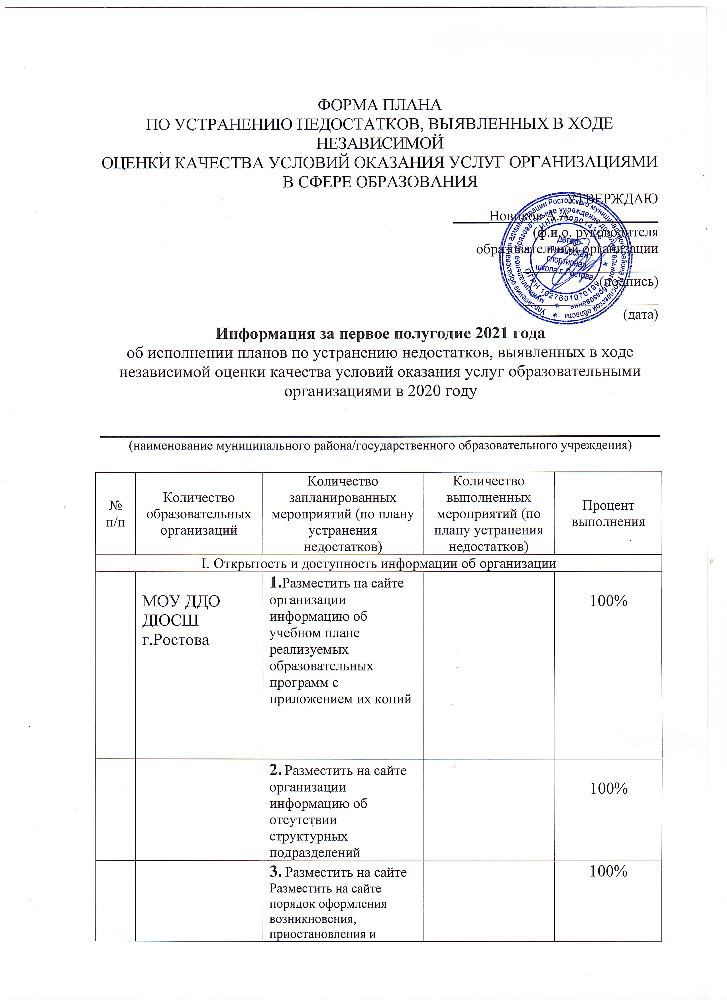 ФОРМА ПЛАНА
ПО УСТРАНЕНИЮ НЕДОСТАТКОВ, ВЫЯВЛЕННЫХ В ХОДЕ
НЕЗАВИСИМОЙ
ОЦЕНКИ КАЧЕСТВА УСЛОВИЙ ОКАЗАНИЯ УСЛУГ ОРГАНИЗАЦИЯМИ
В СФЕРЕ ОБРАЗОВАНИЯ
УТВЕРЖДАЮ
Новиков А.А.
(ф.и.о. руководителя
образовательной организации
(подпись)
(дата)
Управление образования администрации Ростовского муниципального района Ярославской области *
муниципальное образовательное учреждение дополнительного образования *
ОГРН 1027601070199
детско-
юношеская
спортивная
школа г. Ростова
Информация за первое полугодие 2021 года
об исполнении планов по устранению недостатков, выявленных в ходе
независимой оценки качества условий оказания услуг образовательными
организациями в 2020 году
(наименование муниципального района/государственного образовательного учреждения)
№
п/п
Количество
образовательных
организаций
Количество
запланированных
мероприятий (по плану
устранения
недостатков)
Количество
выполненных
мероприятий (по
плану устранения
недостатков)
Процент
выполнения
I. Открытость и доступность информации об организации
МОУ ДДО
ДЮСШ
г.Ростова
1.Разместить на сайте
организации
информацию об
учебном плане
реализуемых
образовательных
программ с
приложением их копий
100%
2. Разместить на сайте
организации
информацию об
отсутствии
структурных
подразделений
100%
3. Разместить на сайте
Разместить на сайте
порядок оформления
возникновения,
приостановления и
100%